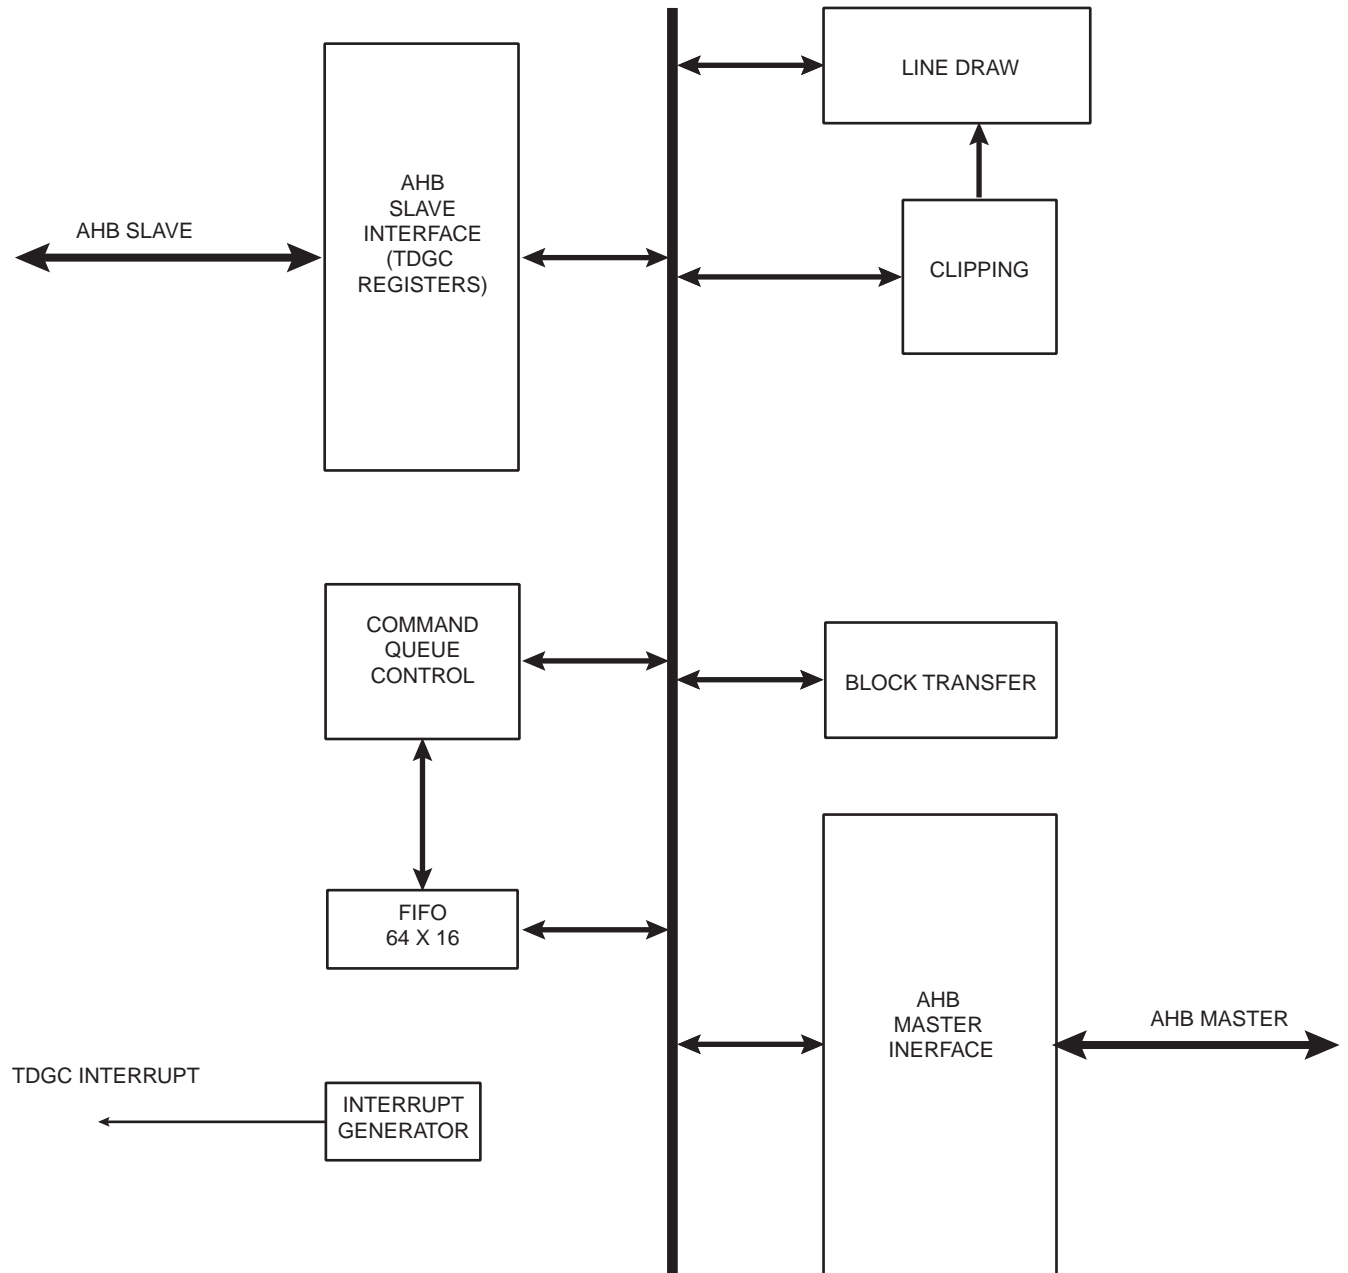 LINE DRAW
AHB
SLAVE
INTERFACE
(TDGC
REGISTERS)
AHB SLAVE
CLIPPING
COMMAND
QUEUE
CONTROL
BLOCK TRANSFER
FIFO
64 X 16
AHB
MASTER
INERFACE
AHB MASTER
TDGC INTERRUPT
INTERRUPT
GENERATOR